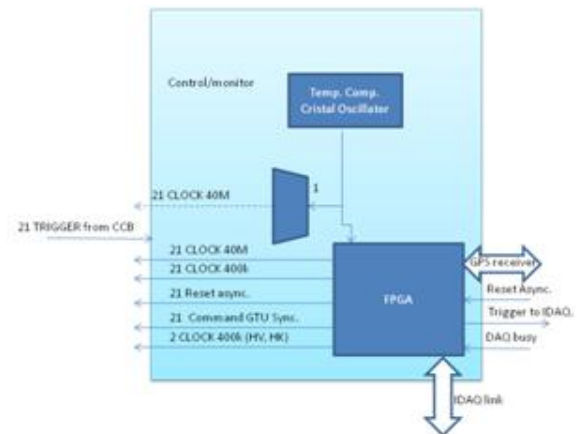 Control/monitor
Temp. Comp.
Cristal Oscillator
21 CLOCK 40M
1
21 TRIGGER from CCB
21 CLOCK 40M
21 CLOCK 400k
21 Reset async.
21 Command GTU Sync.
2 CLOCK 400k (HV, HK)
FPGA
GPS receiver
Reset Async.
Trigger to IDAQ.
DAQ busy
IDAQ link